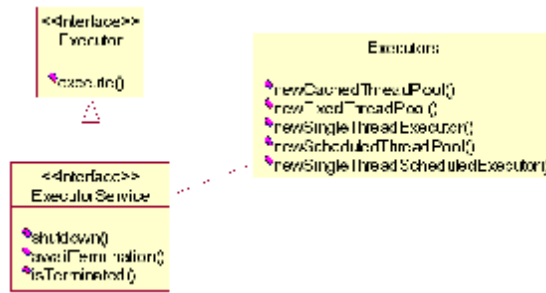 <<Interface>>
Executor
execute()
Executors
newCachedThreadPool()
newFixedThreadPool()
newSingleThreadExecutor()
newScheduledThreadPool()
newSingleThreadScheduledExecutor()
<<Interface>>
ExecutorService
shutdown()
awaitTermination()
isTerminated()